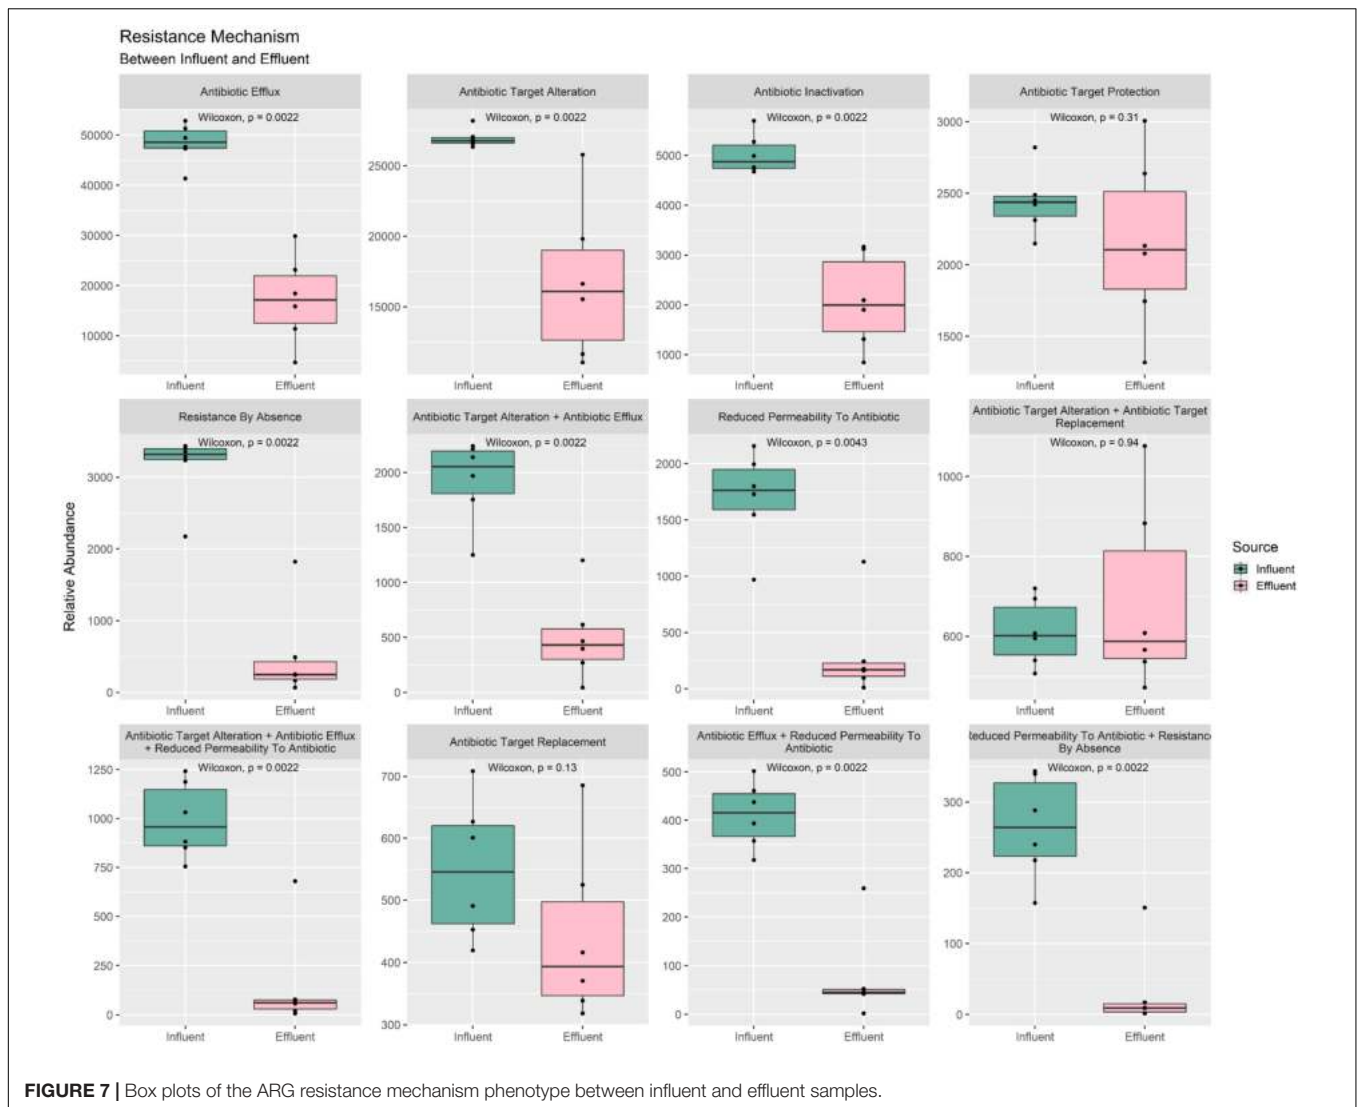 Resistance Mechanism
Between Influent and Effluent
Antibiotic Efflux
Wilcoxon, p = 0.0022
50000
40000
30000
20000
10000
Influent
Effluent
Antibiotic Target Alteration
Wilcoxon, p = 0.0022
25000
20000
15000
Influent
Effluent
Antibiotic Inactivation
Wilcoxon, p = 0.0022
5000
4000
3000
2000
1000
Influent
Effluent
Antibiotic Target Protection
Wilcoxon, p = 0.31
3000
2500
2000
1500
Influent
Effluent
Relative Abundance
Resistance By Absence
Wilcoxon, p = 0.0022
3000
2000
1000
0
Influent
Effluent
Antibiotic Target Alteration + Antibiotic Efflux
Wilcoxon, p = 0.0022
2000
1500
1000
500
0
Influent
Effluent
Reduced Permeability To Antibiotic
Wilcoxon, p = 0.0043
2000
1500
1000
500
0
Influent
Effluent
Antibiotic Target Alteration + Antibiotic Target
Replacement
Wilcoxon, p = 0.94
1000
800
600
Influent
Effluent
Source
Influent
Effluent
Antibiotic Target Alteration + Antibiotic Efflux
+ Reduced Permeability To Antibiotic
Wilcoxon, p = 0.0022
1250
1000
750
500
250
0
Influent
Effluent
Antibiotic Target Replacement
Wilcoxon, p = 0.13
700
600
500
400
300
Influent
Effluent
Antibiotic Efflux + Reduced Permeability To
Antibiotic
Wilcoxon, p = 0.0022
500
400
300
200
100
0
Influent
Effluent
Reduced Permeability To Antibiotic + Resistance
By Absence
Wilcoxon, p = 0.0022
300
200
100
0
Influent
Effluent
FIGURE 7 | Box plots of the ARG resistance mechanism phenotype between influent and effluent samples.